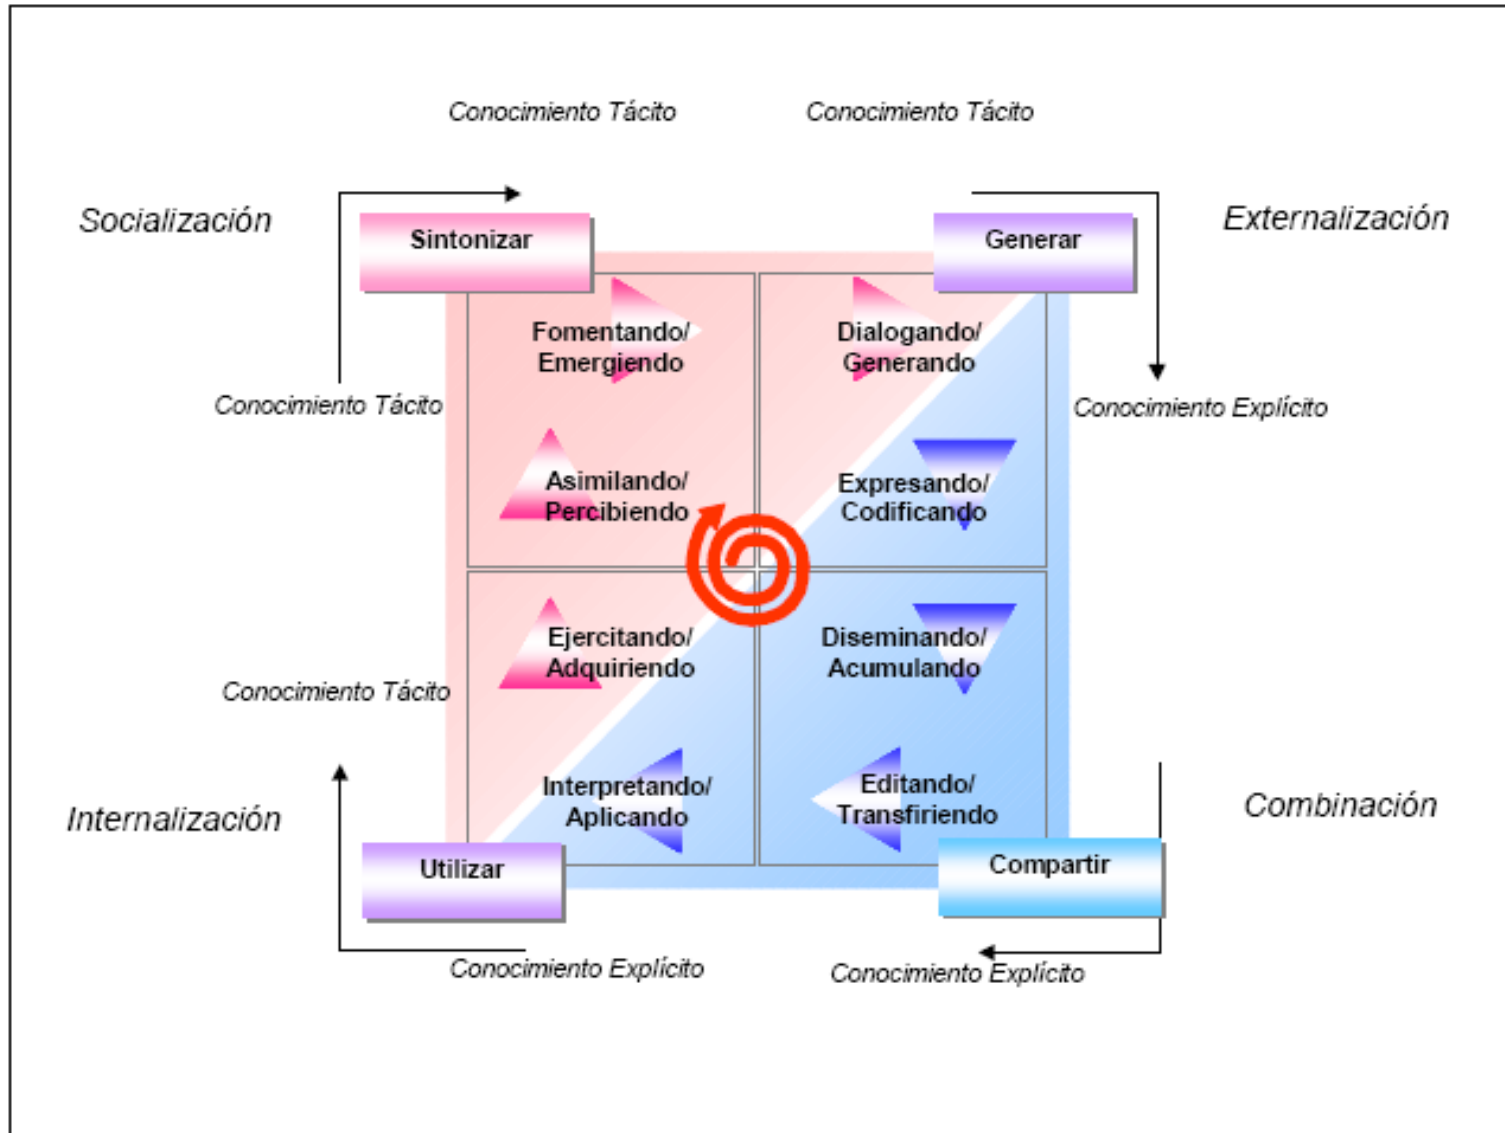 Conocimiento Tácito
Conocimiento Tácito
Socialización
Externalización
Sintonizar
Generar
Fomentando/
Emergiendo
Dialogando/
Generando
Conocimiento Tácito
Conocimiento Explícito
Asimilando/
Percibiendo
Expresando/
Codificando
Ejercitando/
Adquiriendo
Diseminando/
Acumulando
Conocimiento Tácito
Interpretando/
Aplicando
Editando/
Transfiriendo
Internalización
Combinación
Utilizar
Compartir
Conocimiento Explícito
Conocimiento Explícito